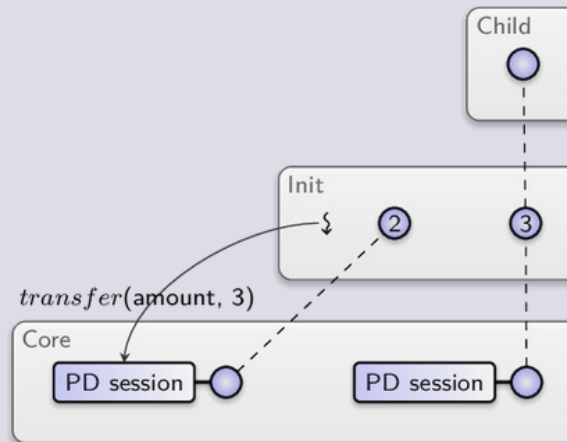 Child
Init
2
3
transfer(amount, 3)
Core
PD session
PD session